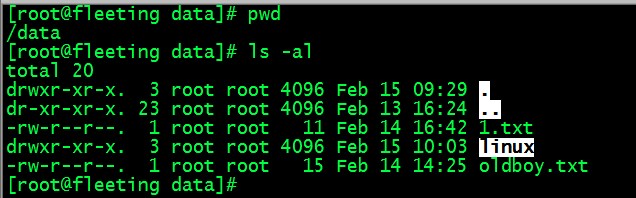 [root@fleeting data]# pwd
/data
[root@fleeting data]# ls -al
total 20
drwxr-xr-x.  3 root root 4096 Feb 15 09:29 .
dr-xr-xr-x. 23 root root 4096 Feb 13 16:24 ..
-rw-r--r--.  1 root root   11 Feb 14 16:42 1.txt
drwxr-xr-x.  3 root root 4096 Feb 15 10:03 linux
-rw-r--r--.  1 root root   15 Feb 14 14:25 oldboy.txt
[root@fleeting data]#